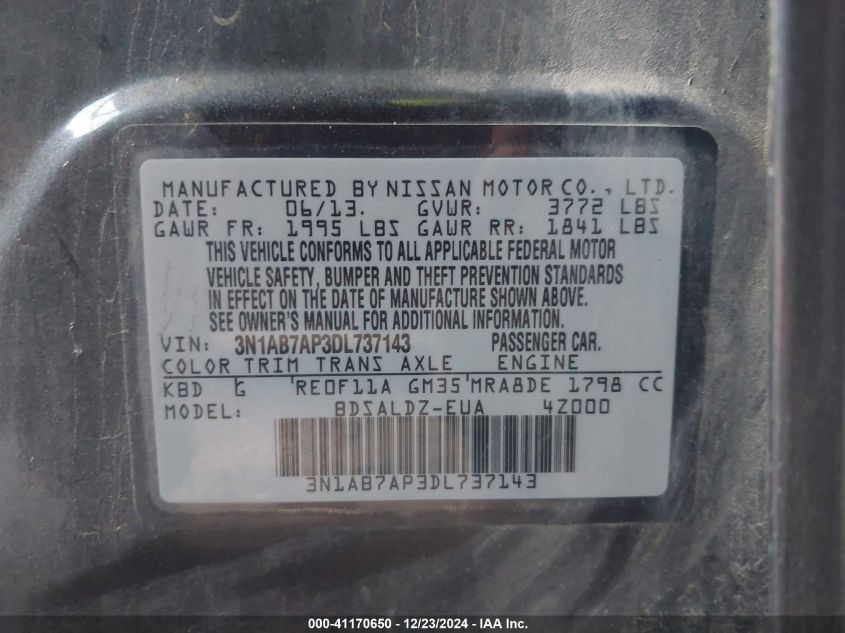 MANUFACTURED BY NISSAN MOTOR CO., LTD.
DATE: 06/13. GVWR: 3772 LBS
GAWR FR: 1995 LBS GAWR RR: 1841 LBS
THIS VEHICLE CONFORMS TO ALL APPLICABLE FEDERAL MOTOR
VEHICLE SAFETY, BUMPER AND THEFT PREVENTION STANDARDS
IN EFFECT ON THE DATE OF MANUFACTURE SHOWN ABOVE.
SEE OWNER'S MANUAL FOR ADDITIONAL INFORMATION.
VIN: 3N1AB7AP3DL737143 PASSENGER CAR.
COLOR TRIM TRANS AXLE ENGINE
KBD G RE0F11A GM35 MRA8DE 1798 CC
MODEL: BDSALDZ-EUA 4Z000
3N1AB7AP3DL737143
000-41170650 - 12/23/2024 - IAA Inc.